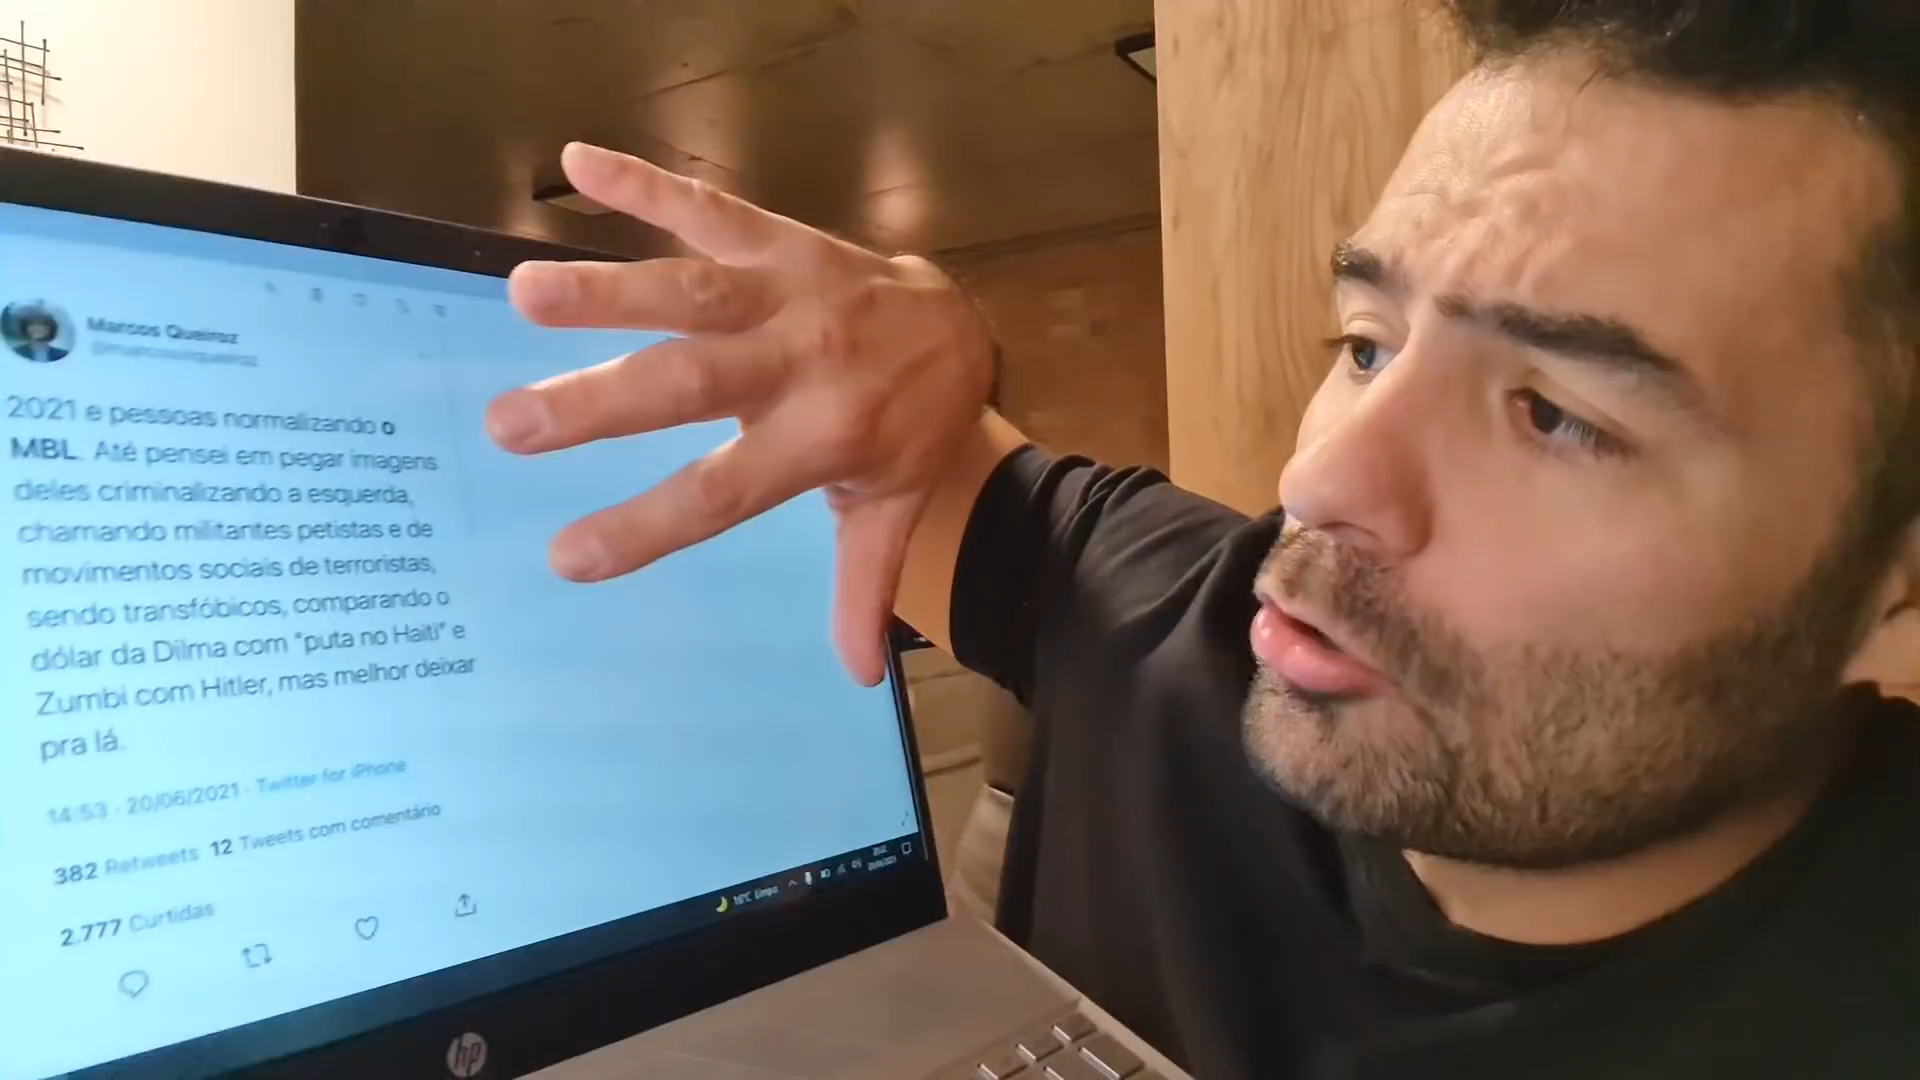 Marcos Queiroz
2021 e pessoas normalizando o
MBL. Até pensei em pegar imagens
deles criminalizando a esquerda,
chamando militantes petistas e de
movimentos sociais de terroristas,
sendo transfóbicos, comparando o
dólar da Dilma com "puta no Haiti" e
Zumbi com Hitler, mas melhor deixar
pra lá.
14:53 · 20/06/2021 · Twitter for iPhone
382 Retweets 12 Tweets com comentário
2.777 Curtidas
16°C Limpo
hp